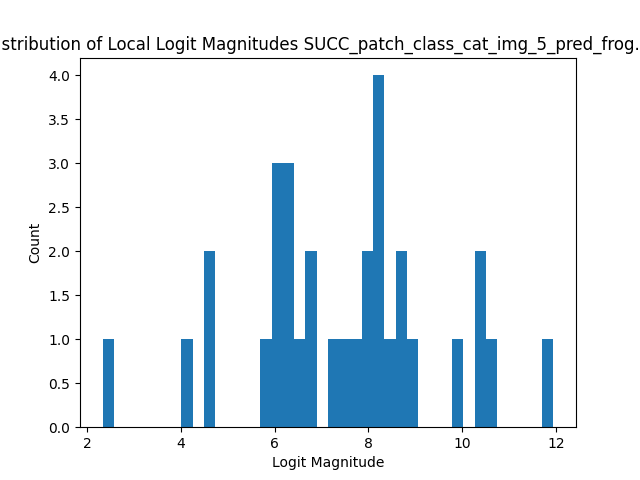 stribution of Local Logit Magnitudes SUCC_patch_class_cat_img_5_pred_frog.
4.0
3.5
3.0
2.5
2.0
1.5
1.0
0.5
0.0
Count
2 4 6 8 10 12
Logit Magnitude